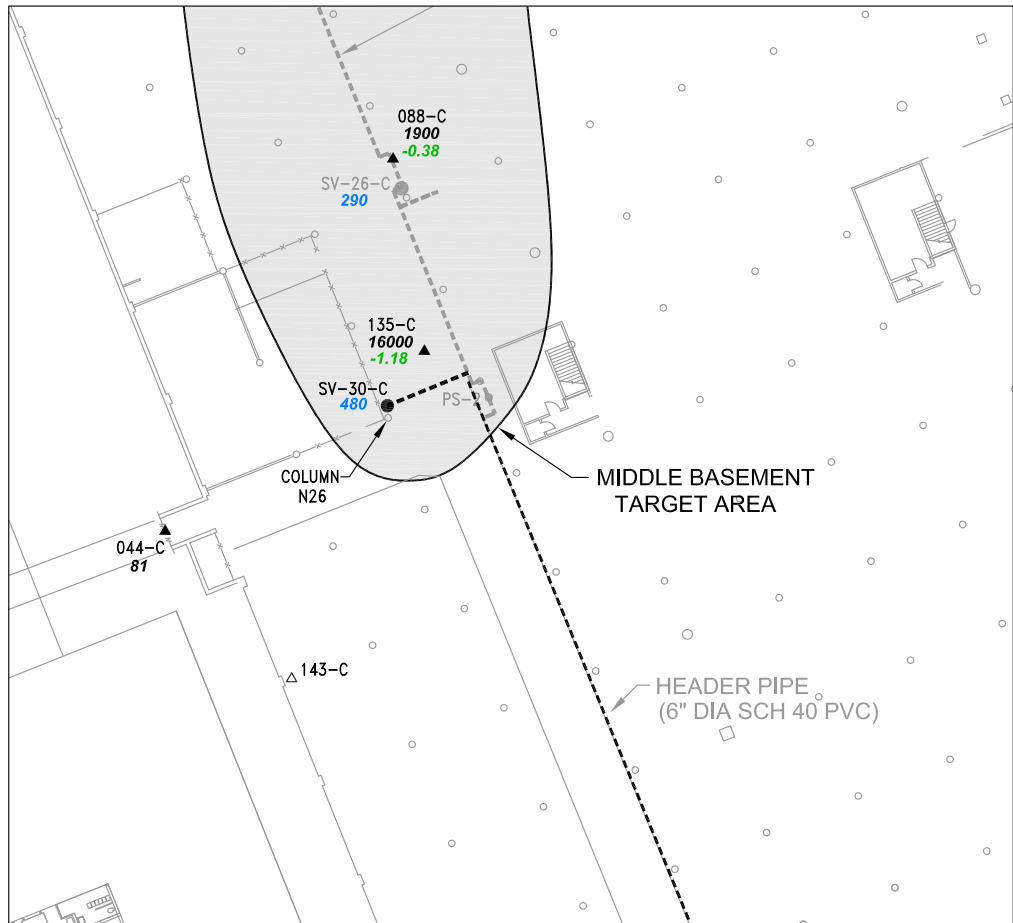 088-C
1900
-0.38
SV-26-C
290
135-C
16000
-1.18
SV-30-C
480
PS-2
COLUMN
N26
MIDDLE BASEMENT
TARGET AREA
044-C
81
143-C
HEADER PIPE
(6" DIA SCH 40 PVC)